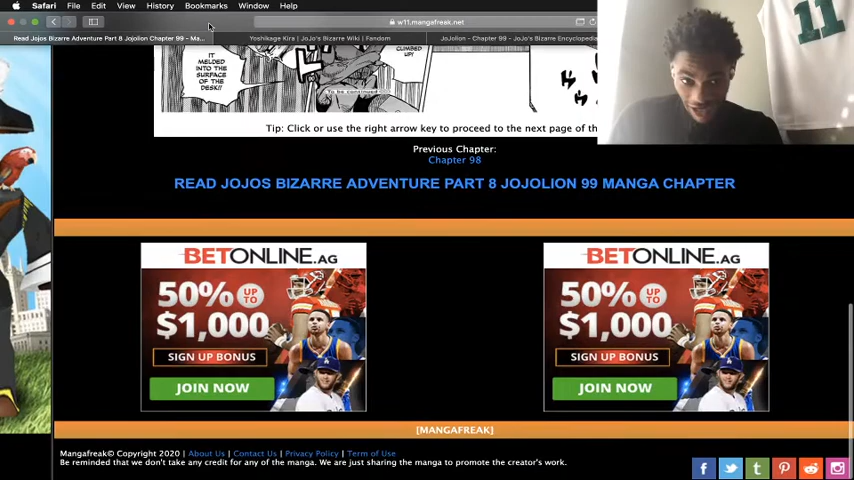 Safari File Edit View History Bookmarks Window Help
w11.mangafreak.net
Read Jojos Bizarre Adventure Part 8 Jojolion Chapter 99 - Ma...
Yoshikage Kira | JoJo's Bizarre Wiki | Fandom
JoJolion - Chapter 99 - JoJo's Bizarre Encyclopedia
IT
MELDED
INTO THE
SURFACE
OF THE
DESK!!
CLIMBED
UP!
To be continued
11
Tip: Click or use the right arrow key to proceed to the next page of th
Previous Chapter:
Chapter 98
READ JOJOS BIZARRE ADVENTURE PART 8 JOJOLION 99 MANGA CHAPTER
BETONLINE.AG
50% UP TO
$1,000
SIGN UP BONUS
JOIN NOW
BETONLINE.AG
50% UP TO
$1,000
SIGN UP BONUS
JOIN NOW
[MANGAFREAK]
Mangafreak© Copyright 2020 | About Us | Contact Us | Privacy Policy | Term of Use
Be reminded that we don't take any credit for any of the manga. We are just sharing the manga to promote the creator's work.